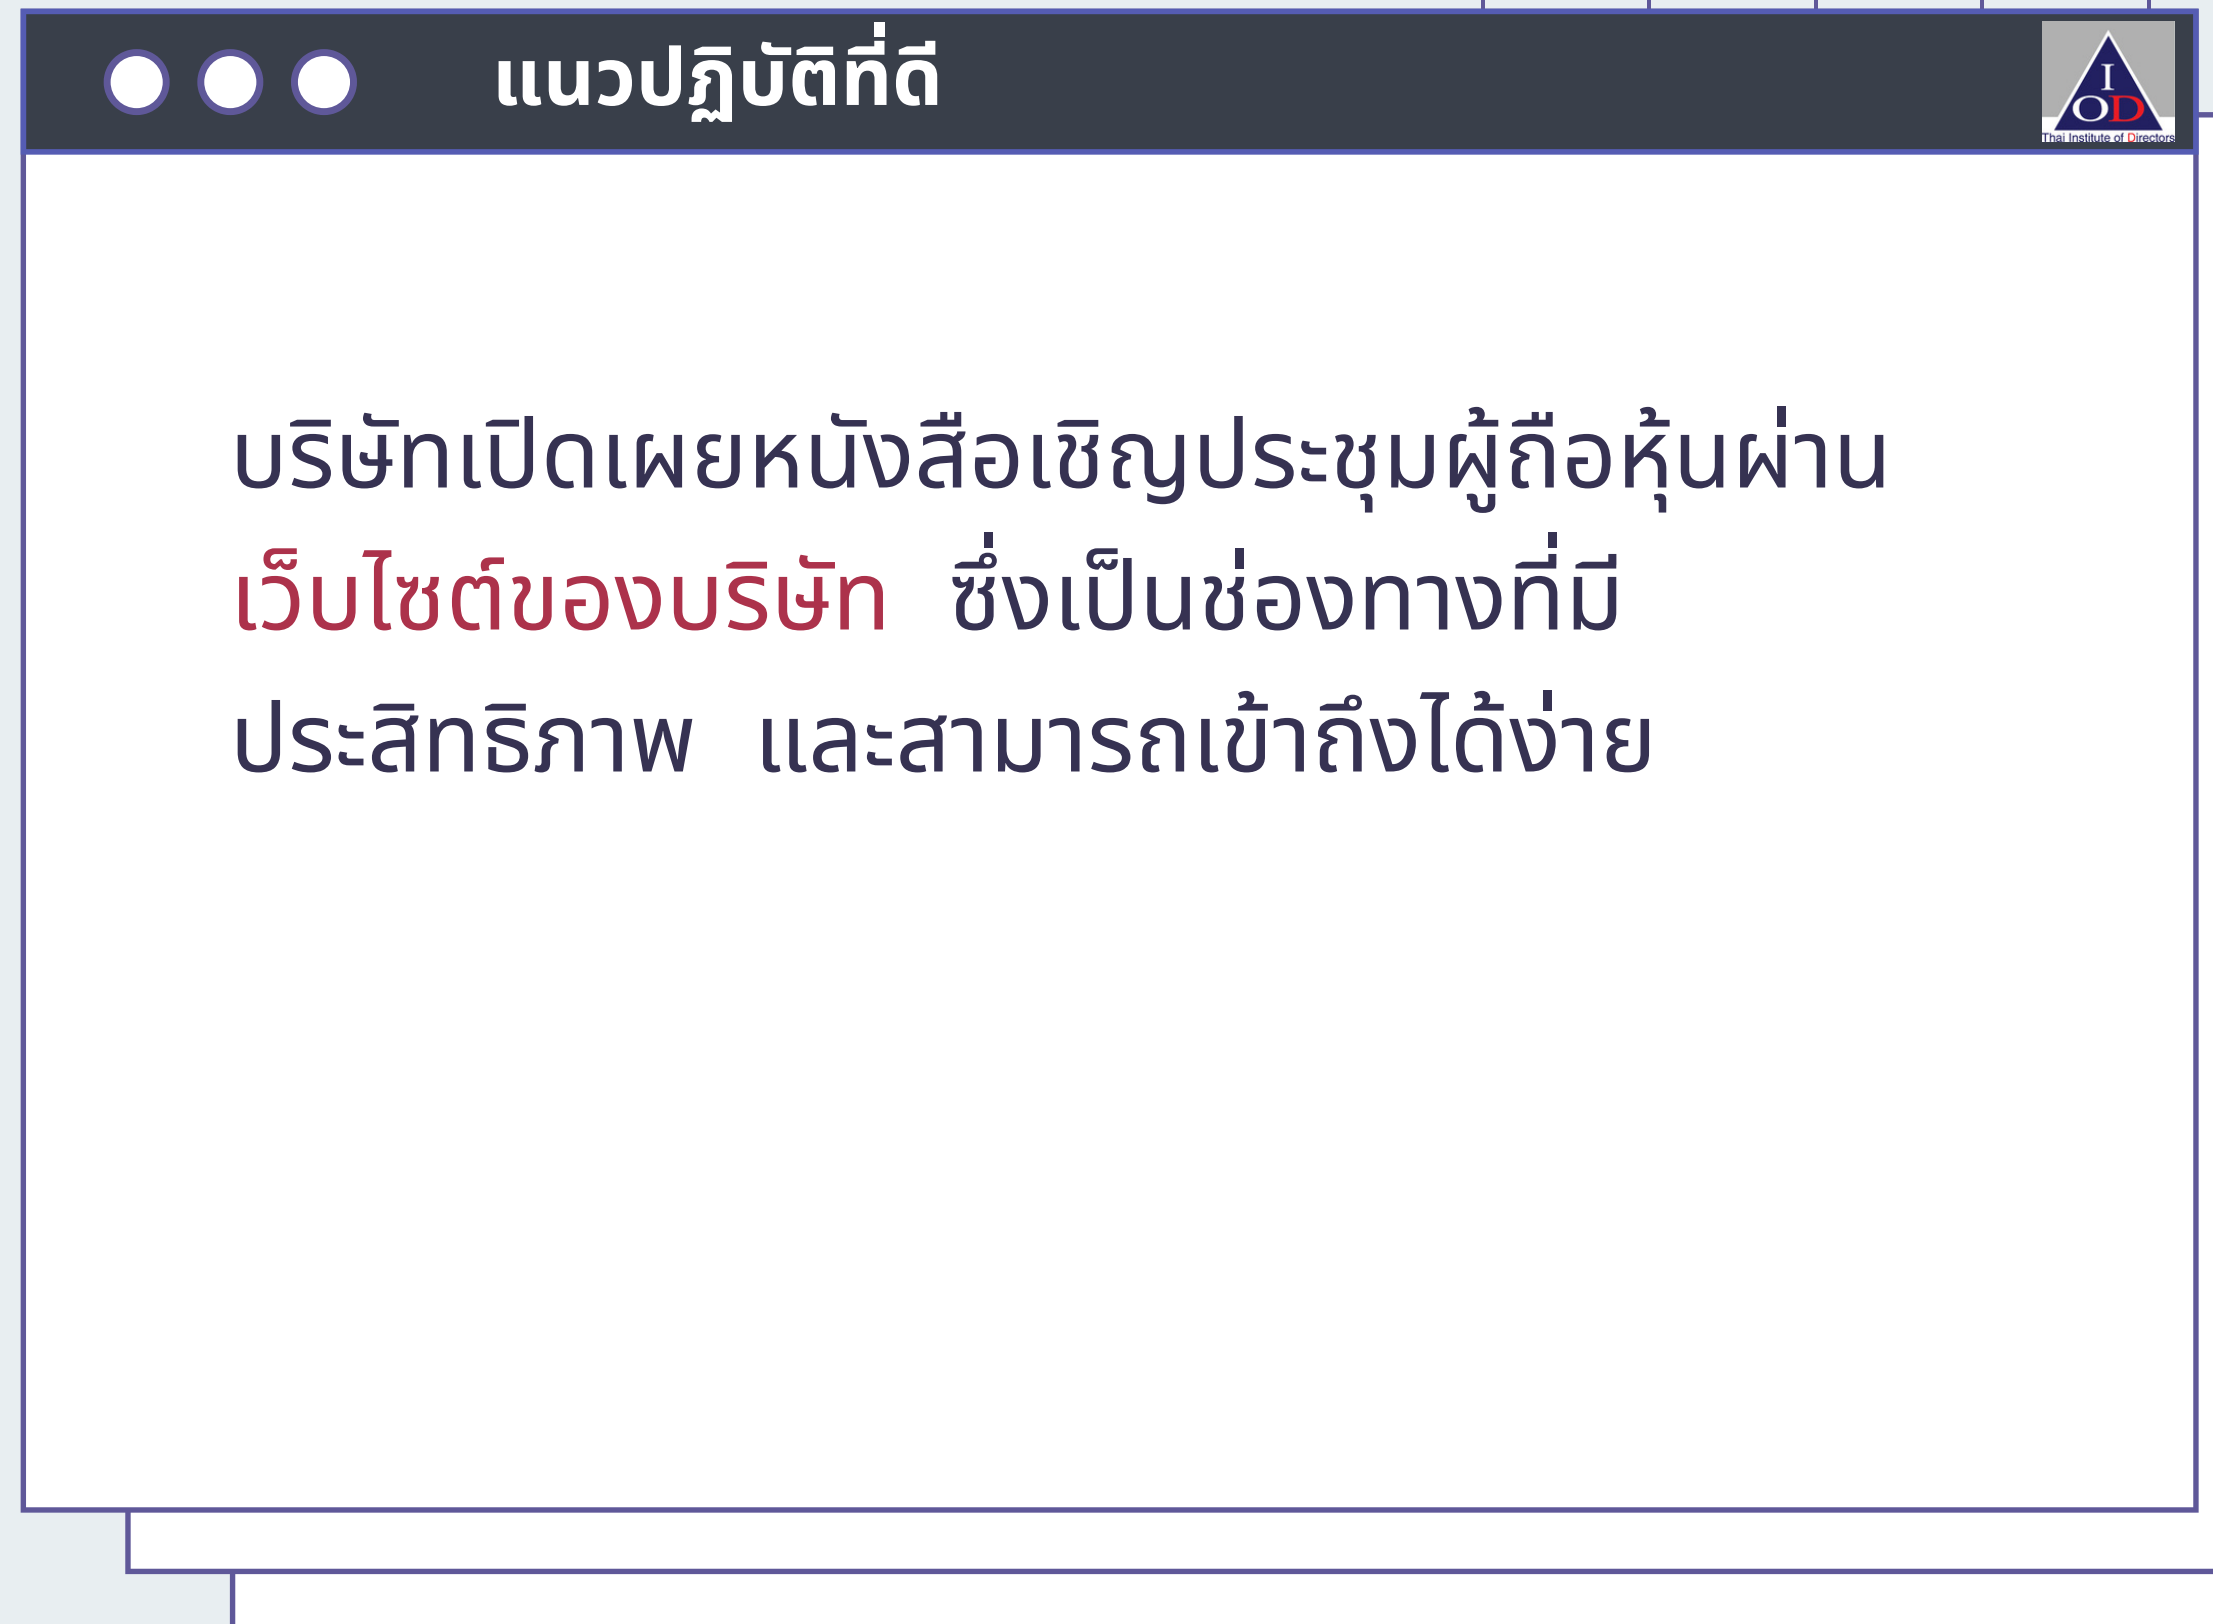 แนวปฏิบัติที่ดี
I
OD
Thai Institute of Directors
บริษัทเปิดเผยหนังสือเชิญประชุมผู้ถือหุ้นผ่าน
เว็บไซต์ของบริษัท ซึ่งเป็นช่องทางที่มี
ประสิทธิภาพ และสามารถเข้าถึงได้ง่าย